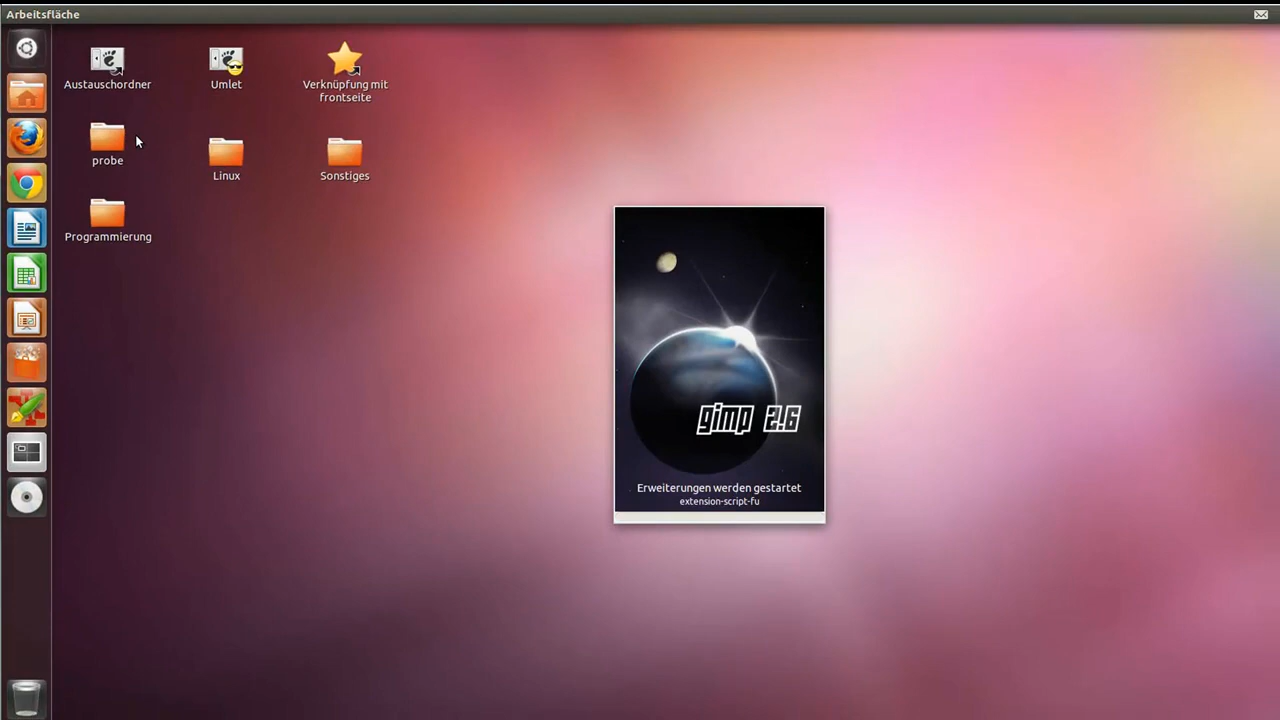 Arbeitsfläche
Austauschordner
Umlet
Verknüpfung mit
frontseite
probe
Linux
Sonstiges
Programmierung
gimp 2.6
Erweiterungen werden gestartet
extension-script-fu